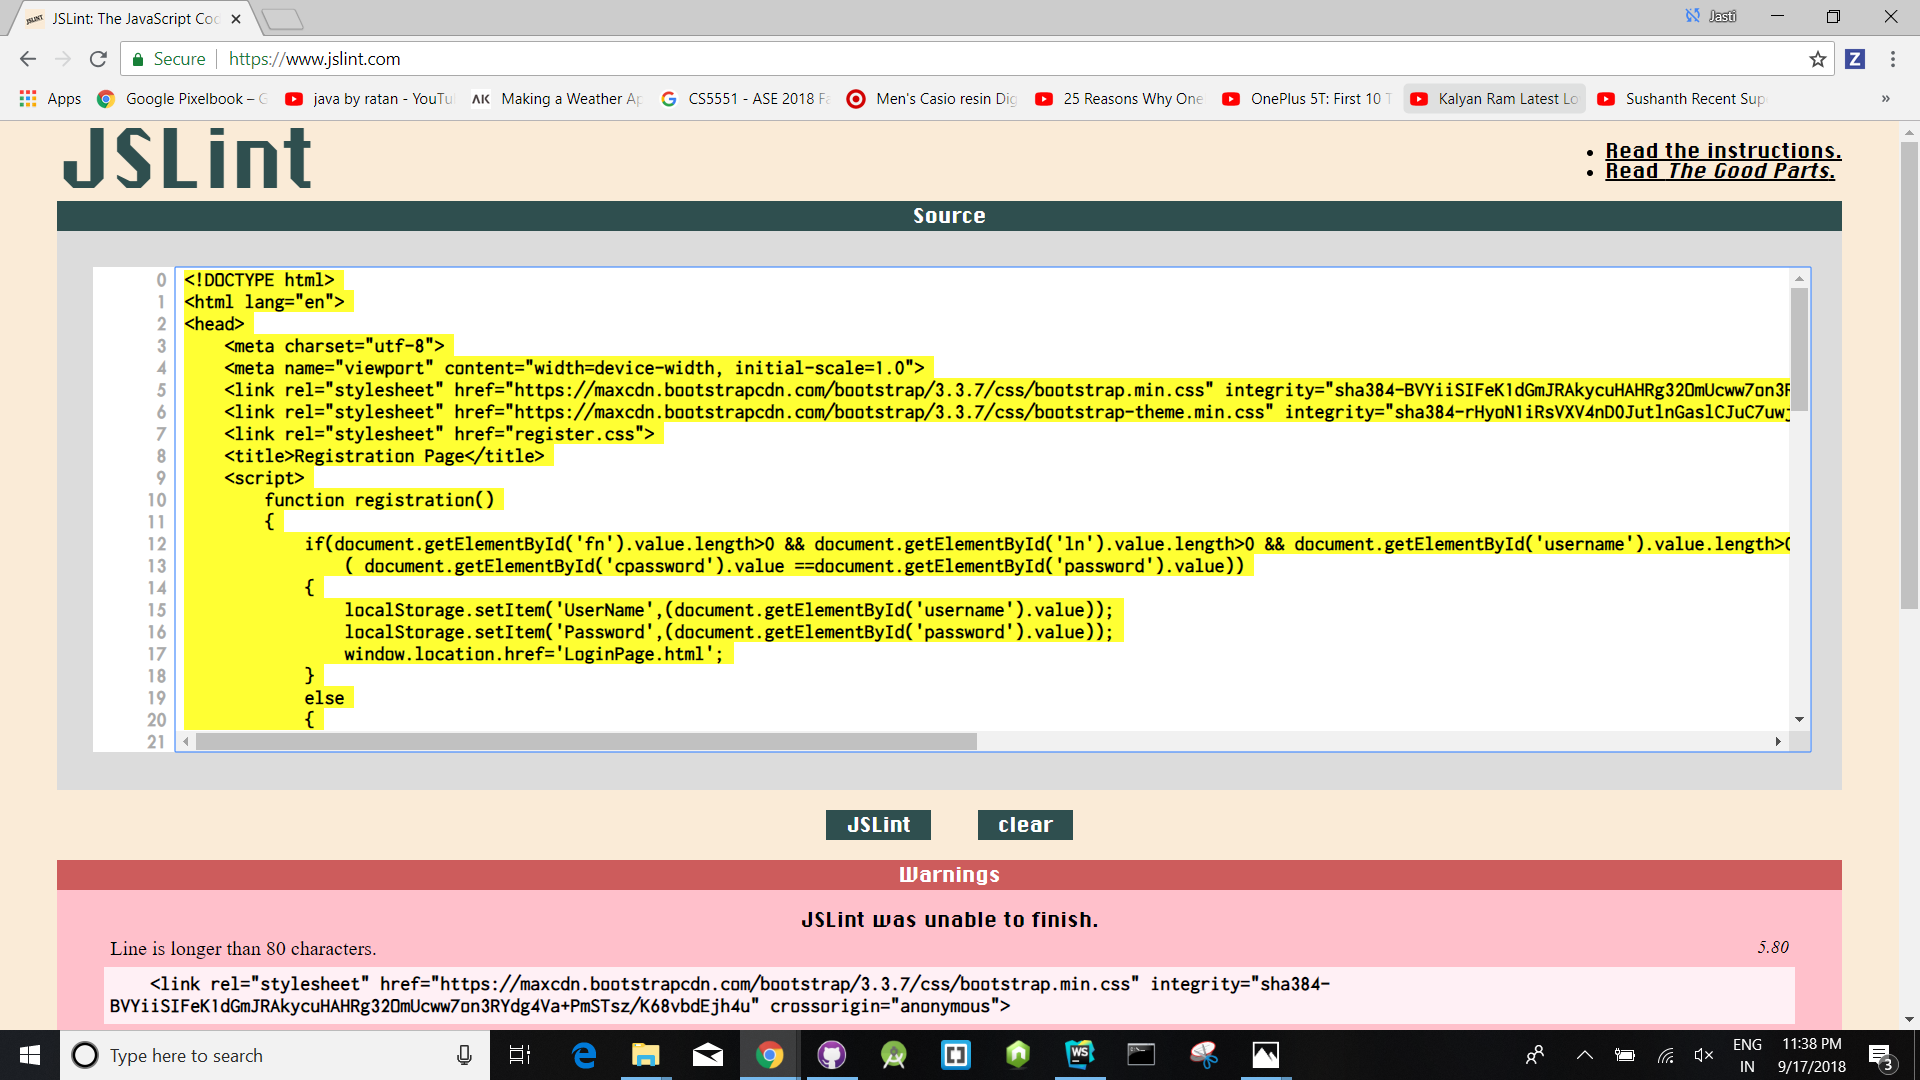 JSLint: The JavaScript Coc
Jasti
Secure
https://www.jslint.com
Apps
Google Pixelbook – G
java by ratan - YouTu
Making a Weather Ap
CS5551 - ASE 2018 Fa
Men's Casio resin Dig
25 Reasons Why One
OnePlus 5T: First 10 T
Kalyan Ram Latest Lo
Sushanth Recent Sup
»
JSLint
Read the instructions.
Read The Good Parts.
Source
0 <!DOCTYPE html>
1 <html lang="en">
2 <head>
3 <meta charset="utf-8">
4 <meta name="viewport" content="width=device-width, initial-scale=1.0">
5 <link rel="stylesheet" href="https://maxcdn.bootstrapcdn.com/bootstrap/3.3.7/css/bootstrap.min.css" integrity="sha384-BVYiiSIFeK1dGmJRAkycuHAHRg32OmUcww7on3R
6 <link rel="stylesheet" href="https://maxcdn.bootstrapcdn.com/bootstrap/3.3.7/css/bootstrap-theme.min.css" integrity="sha384-rHyoN1iRsVXV4nD0JutlnGaslCJuC7uwj
7 <link rel="stylesheet" href="register.css">
8 <title>Registration Page</title>
9 <script>
10 function registration()
11 {
12 if(document.getElementById('fn').value.length>0 && document.getElementById('ln').value.length>0 && document.getElementById('username').value.length>0
13 ( document.getElementById('cpassword').value ==document.getElementById('password').value))
14 {
15 localStorage.setItem('UserName',(document.getElementById('username').value));
16 localStorage.setItem('Password',(document.getElementById('password').value));
17 window.location.href='LoginPage.html';
18 }
19 else
20 {
21
JSLint
clear
Warnings
JSLint was unable to finish.
Line is longer than 80 characters.
5.80
<link rel="stylesheet" href="https://maxcdn.bootstrapcdn.com/bootstrap/3.3.7/css/bootstrap.min.css" integrity="sha384-
BVYiiSIFeK1dGmJRAkycuHAHRg32OmUcww7on3RYdg4Va+PmSTsz/K68vbdEjh4u" crossorigin="anonymous">
Type here to search
ENG
IN
11:38 PM
9/17/2018
3